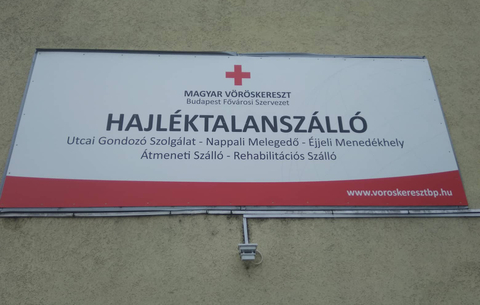 MAGYAR VÖRÖSKERESZT
Budapest Fővárosi Szervezet
HAJLÉKTALANSZÁLLÓ
Utcai Gondozó Szolgálat - Nappali Melegedő - Éjjeli Menedékhely
Átmeneti Szálló - Rehabilitációs Szálló
www.voroskeresztbp.hu